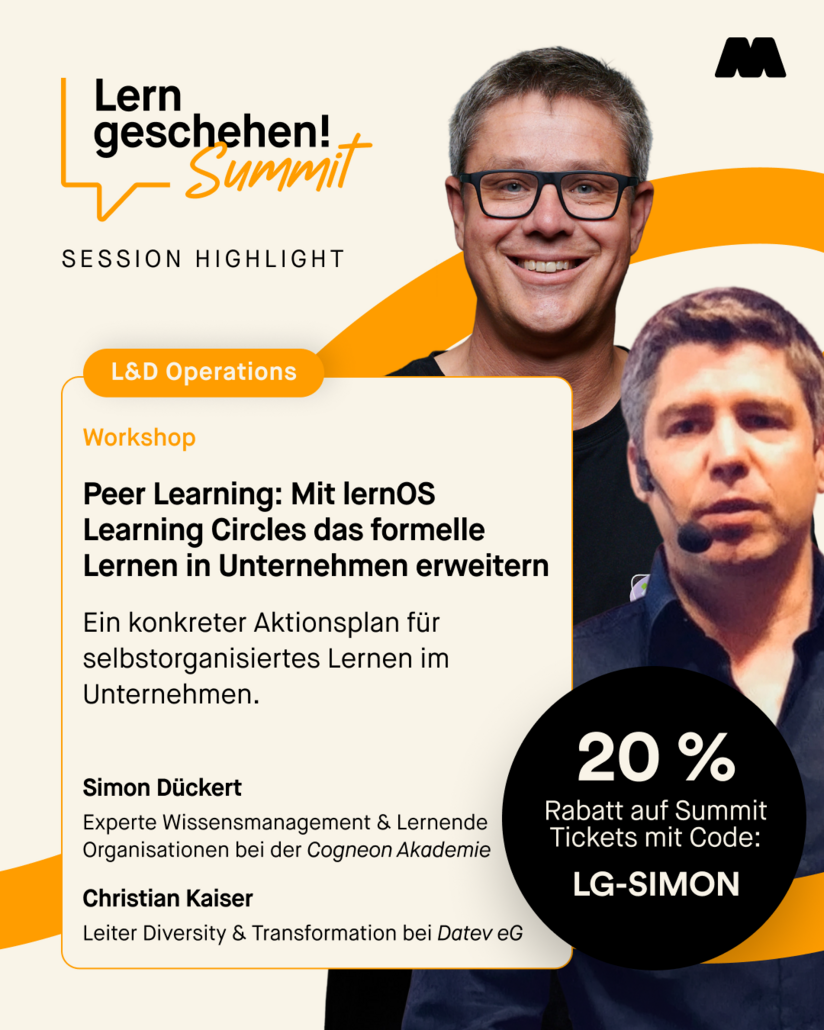 Lern
geschehen!
Summit
SESSION HIGHLIGHT
L&D Operations
Workshop
Peer Learning: Mit lernOS
Learning Circles das formelle
Lernen in Unternehmen erweitern
Ein konkreter Aktionsplan für
selbstorganisiertes Lernen im
Unternehmen.
Simon Dückert
Experte Wissensmanagement & Lernende
Organisationen bei der Cogneon Akademie
Christian Kaiser
Leiter Diversity & Transformation bei Datev eG
20 %
Rabatt auf Summit
Tickets mit Code:
LG-SIMON